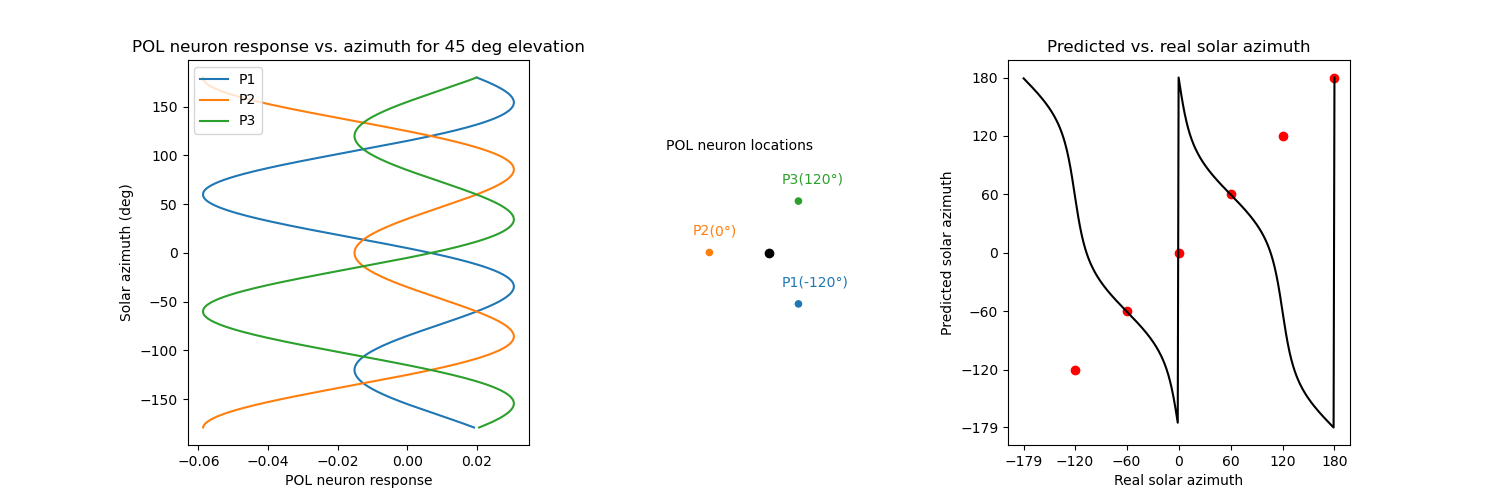 POL neuron response vs. azimuth for 45 deg elevation
P1
P2
P3
150
100
50
0
−50
−100
−150
Solar azimuth (deg)
−0.06 −0.04 −0.02 0.00 0.02
POL neuron response
POL neuron locations
P3(120°)
P2(0°)
P1(-120°)
Predicted vs. real solar azimuth
180
120
60
0
−60
−120
−179
Predicted solar azimuth
−179 −120 −60 0 60 120 180
Real solar azimuth